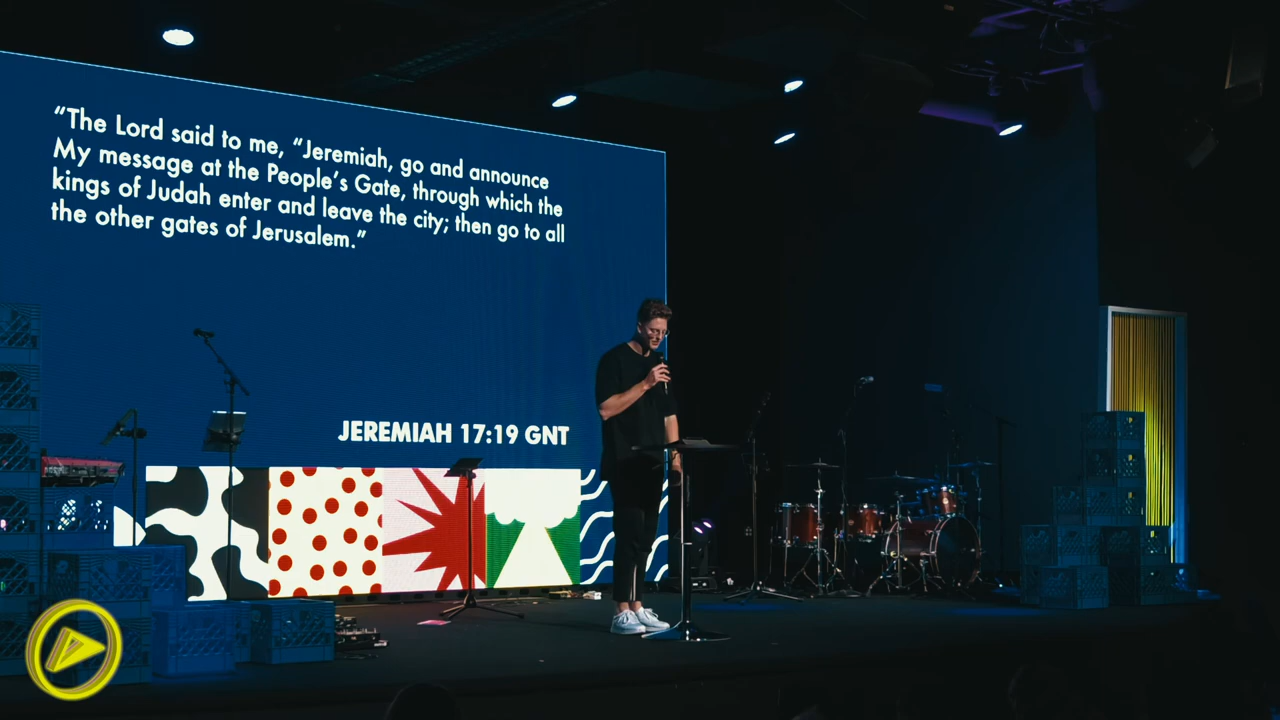 “The Lord said to me, “Jeremiah, go and announce
My message at the People’s Gate, through which the
kings of Judah enter and leave the city; then go to all
the other gates of Jerusalem.”
JEREMIAH 17:19 GNT